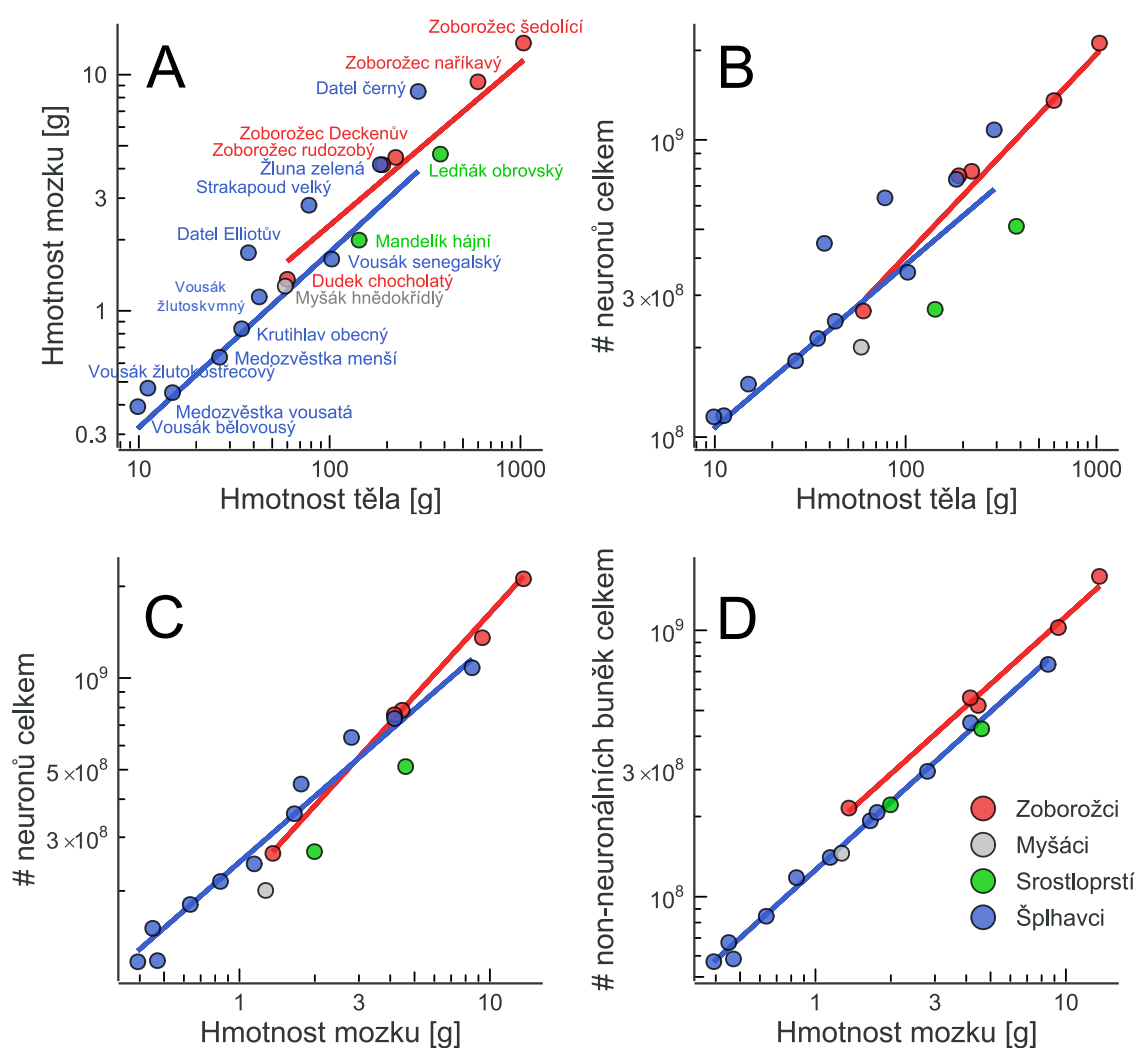 A
Hmotnost mozku [g]
10
3
1
0.3
10
100
1000
Hmotnost těla [g]
Zoborožec šedolící
Zoborožec naříkavý
Datel černý
Zoborožec Deckenův
Zoborožec rudozobý
Žluna zelená
Ledňák obrovský
Strakapoud velký
Datel Elliotův
Mandelík hájní
Vousák senegalský
Dudek chocholatý
Myšák hnědokřídlý
Vousák
žlutoskvrnný
Krutihlav obecný
Medozvěstka menší
Vousák žlutokostřecový
Medozvěstka vousatá
Vousák bělovousý
B
# neuronů celkem
10⁹
3×10⁸
10⁸
10
100
1000
Hmotnost těla [g]
C
# neuronů celkem
10⁹
5×10⁸
3×10⁸
1
3
10
Hmotnost mozku [g]
D
# non-neuronálních buněk celkem
10⁹
3×10⁸
10⁸
1
3
10
Hmotnost mozku [g]
Zoborožci
Myšáci
Srostloprstí
Šplhavci